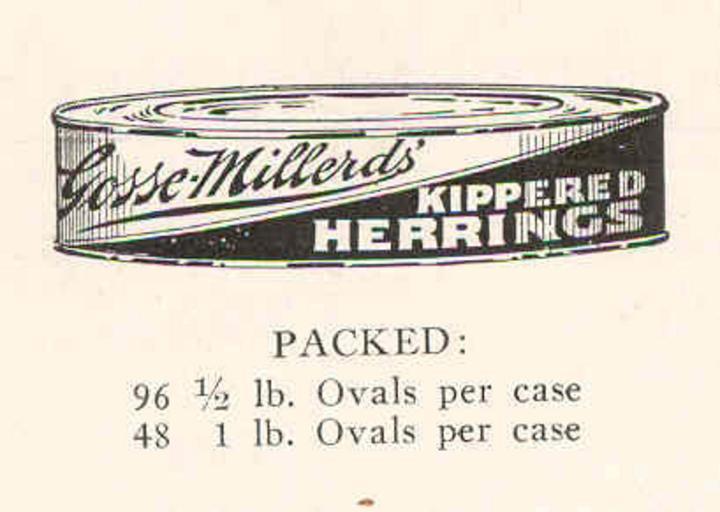 Gosse-Millerds'
KIPPERED
HERRINGS
PACKED:
96 ½ lb. Ovals per case
48 1 lb. Ovals per case